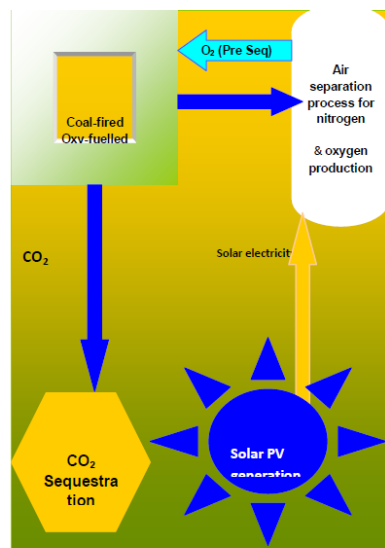 O₂ (Pre Seq)
Air
separation
process for
nitrogen
& oxygen
production
Coal-fired
Oxy-fuelled
CO₂
Solar electricity
CO₂
Sequestra
tion
Solar PV
generation